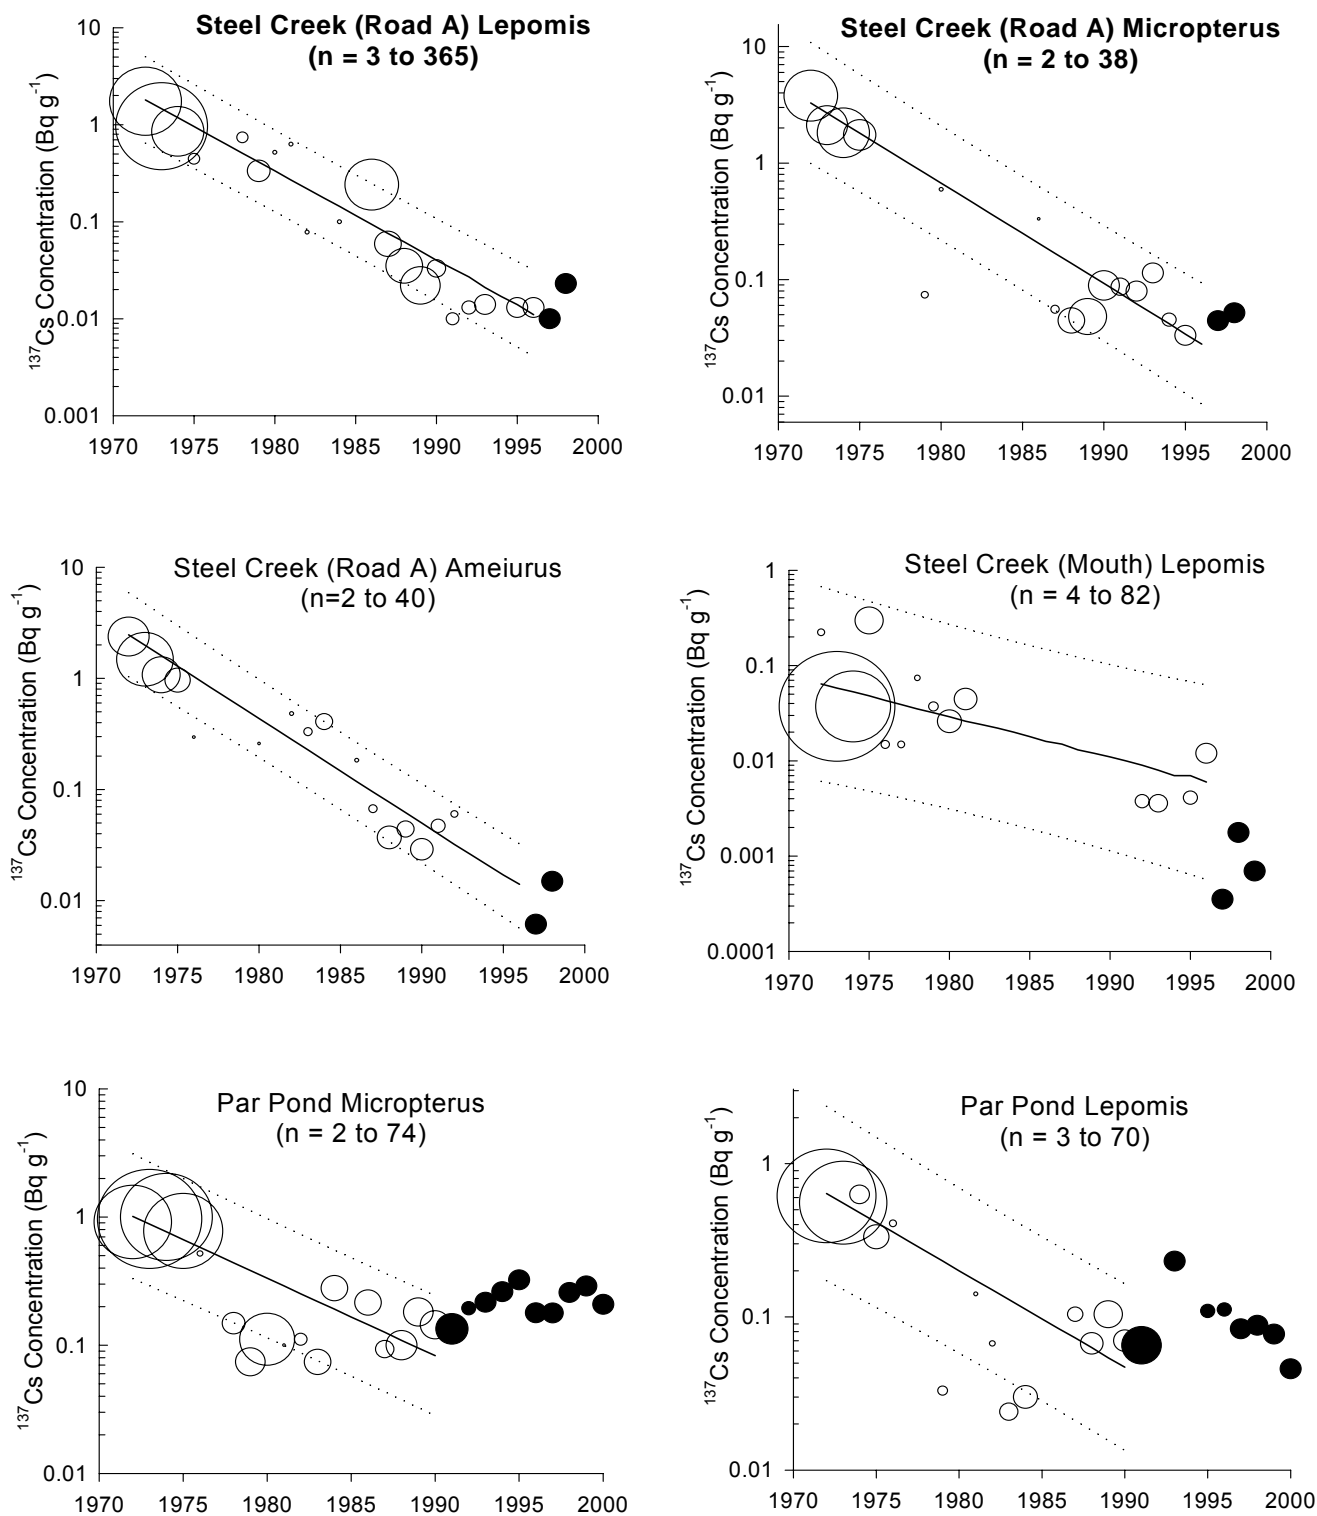 Steel Creek (Road A) Lepomis
(n = 3 to 365)
137Cs Concentration (Bq g-1)
10
1
0.1
0.01
0.001
1970 1975 1980 1985 1990 1995 2000
Steel Creek (Road A) Micropterus
(n = 2 to 38)
137Cs Concentration (Bq g-1)
10
1
0.1
0.01
1970 1975 1980 1985 1990 1995 2000
Steel Creek (Road A) Ameiurus
(n=2 to 40)
137Cs Concentration (Bq g-1)
10
1
0.1
0.01
1970 1975 1980 1985 1990 1995 2000
Steel Creek (Mouth) Lepomis
(n = 4 to 82)
137Cs Concentration (Bq g-1)
1
0.1
0.01
0.001
0.0001
1970 1975 1980 1985 1990 1995 2000
Par Pond Micropterus
(n = 2 to 74)
137Cs Concentration (Bq g-1)
10
1
0.1
0.01
1970 1975 1980 1985 1990 1995 2000
Par Pond Lepomis
(n = 3 to 70)
137Cs Concentration (Bq g-1)
1
0.1
0.01
1970 1975 1980 1985 1990 1995 2000